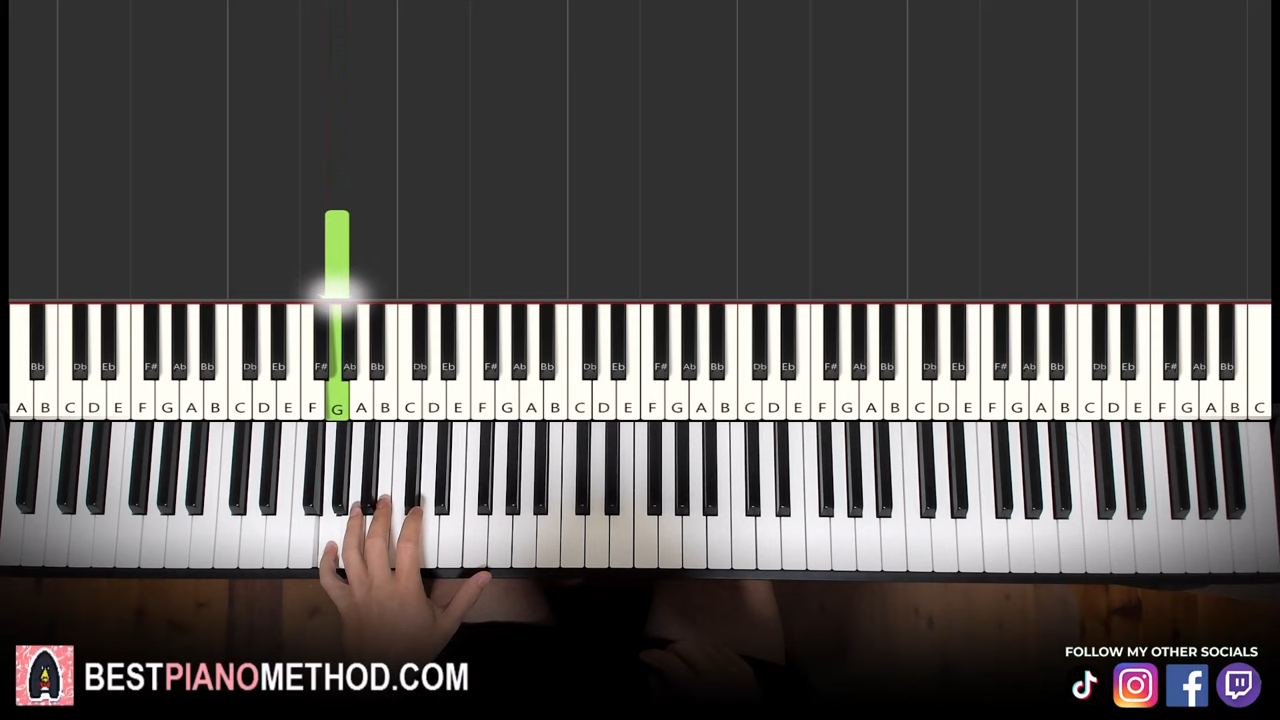 Bb Db Eb F# Ab Bb Db Eb F# Ab Bb Db Eb F# Ab Bb Db Eb F# Ab Bb Db Eb F# Ab Bb Db Eb F# Ab Bb Db Eb F# Ab Bb
A B C D E F G A B C D E F G A B C D E F G A B C D E F G A B C D E F G A B C D E F G A B C D E F G A B C
FOLLOW MY OTHER SOCIALS
BESTPIANOMETHOD.COM